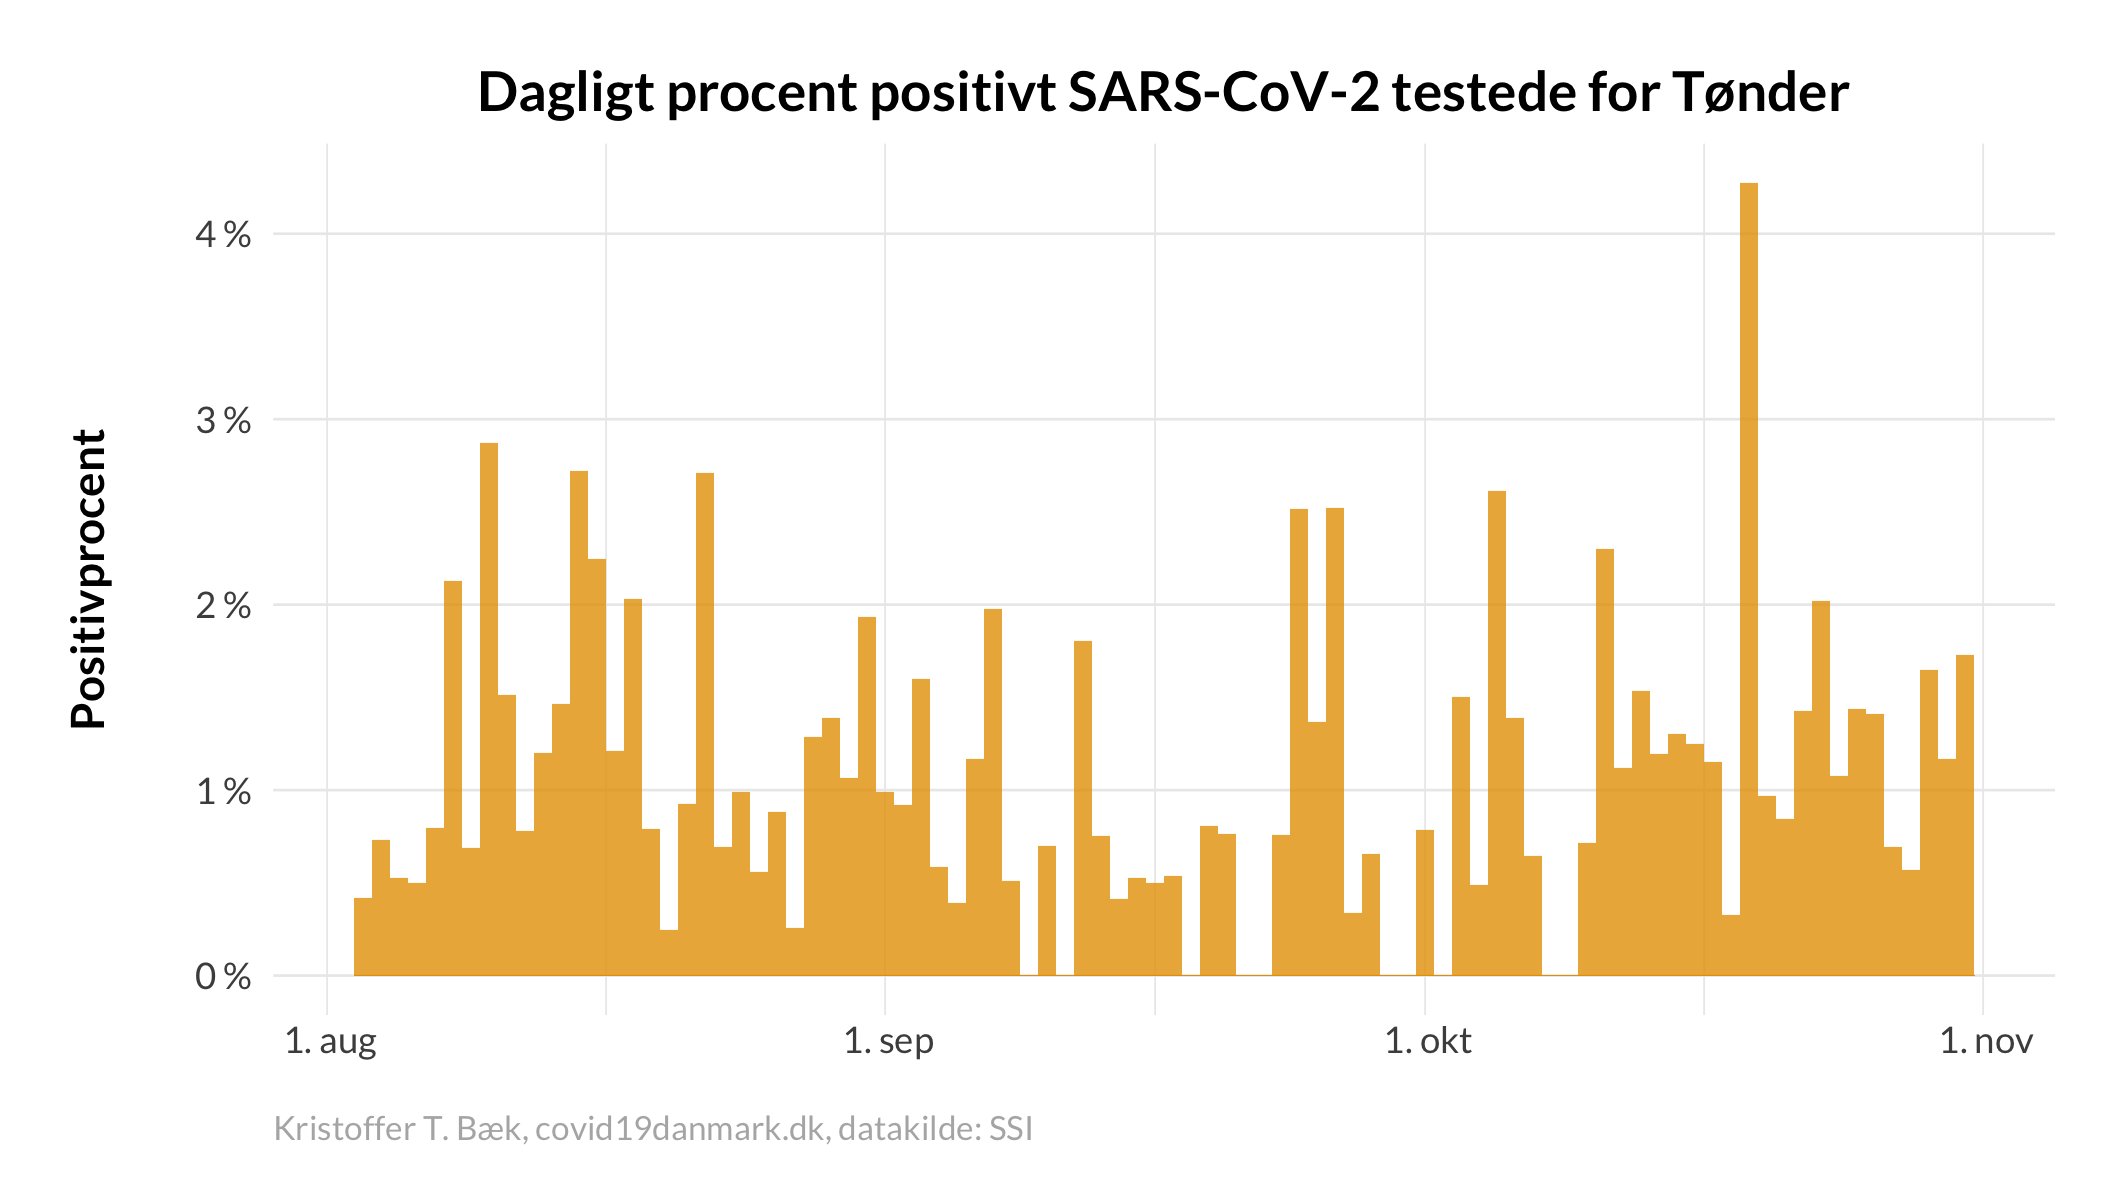 Dagligt procent positivt SARS-CoV-2 testede for Tønder
Positivprocent
4 %
3 %
2 %
1 %
0 %
1. aug
1. sep
1. okt
1. nov
Kristoffer T. Bæk, covid19danmark.dk, datakilde: SSI